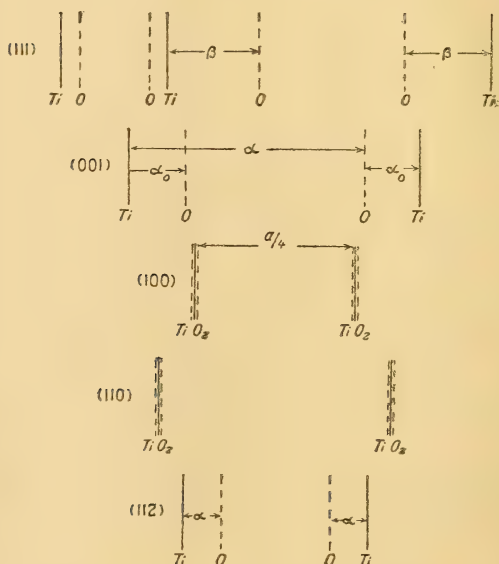 (111) β β
Ti O O Ti O O Ti
(001) α
α₀ α₀
Ti O O Ti
a/4
(100)
Ti O₂ Ti O₂
(110)
Ti O₂ Ti O₂
(112) α α
Ti O O Ti